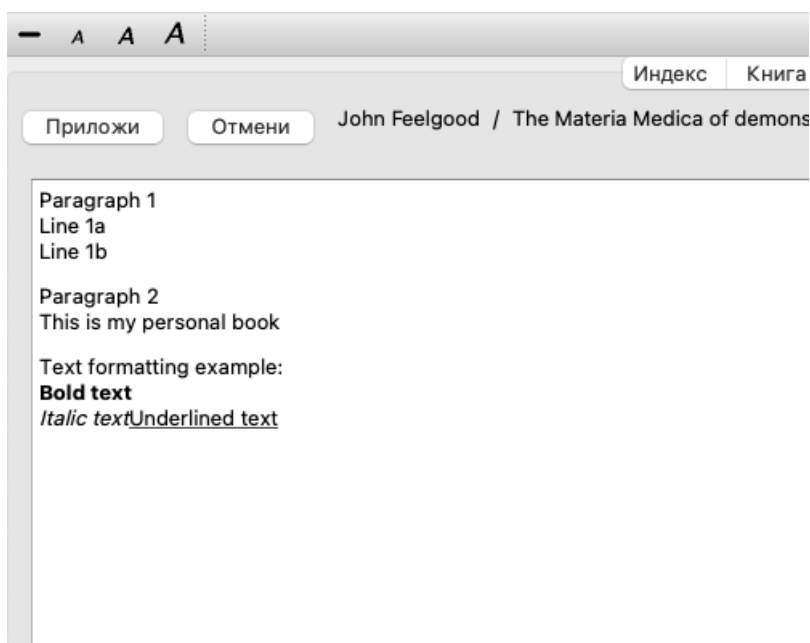 A A A
Индекс Книга
Приложи Отмени John Feelgood / The Materia Medica of demons
Paragraph 1
Line 1a
Line 1b
Paragraph 2
This is my personal book
Text formatting example:
Bold text
Italic textUnderlined text